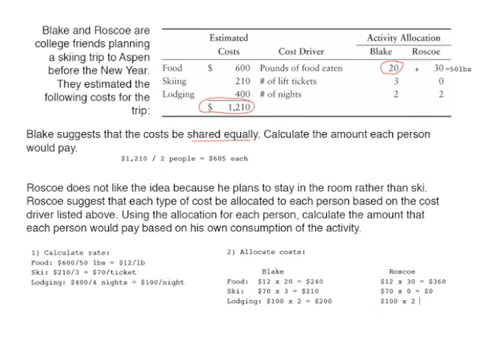 Blake and Roscoe are
college friends planning
a skiing trip to Aspen
before the New Year.
They estimated the
following costs for the
trip:
Estimated Activity Allocation
Costs Cost Driver Blake Roscoe
Food $ 600 Pounds of food eaten 20 + 30 =50lbs
Skiing 210 # of lift tickets 3 0
Lodging 400 # of nights 2 2
$ 1,210
Blake suggests that the costs be shared equally. Calculate the amount each person
would pay.
$1,210 / 2 people = $605 each
Roscoe does not like the idea because he plans to stay in the room rather than ski.
Roscoe suggest that each type of cost be allocated to each person based on the cost
driver listed above. Using the allocation for each person, calculate the amount that
each person would pay based on his own consumption of the activity.
1) Calculate rate: 2) Allocate costs:
Food: $600/50 lbs = $12/lb
Ski: $210/3 = $70/ticket Blake Roscoe
Lodging: $400/4 nights = $100/night Food: $12 x 20 = $240 $12 x 30 = $360
Ski: $70 x 3 = $210 $70 x 0 = $0
Lodging: $100 x 2 = $200 $100 x 2